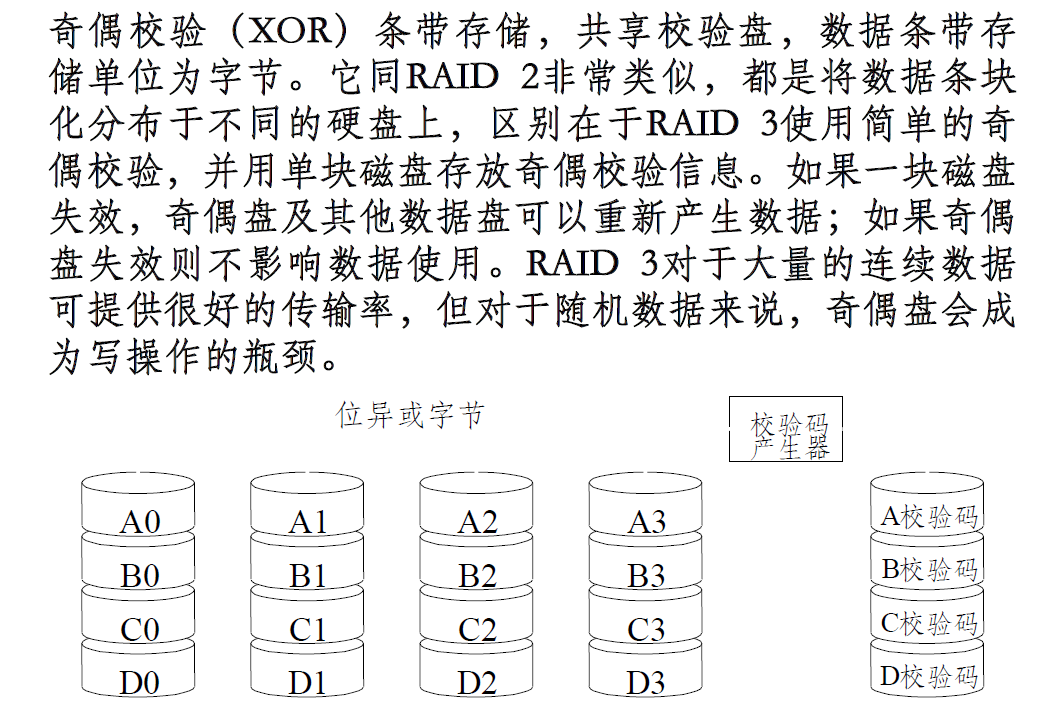 奇偶校验（XOR）条带存储，共享校验盘，数据条带存
储单位为字节。它同RAID 2非常类似，都是将数据条块
化分布于不同的硬盘上，区别在于RAID 3使用简单的奇
偶校验，并用单块磁盘存放奇偶校验信息。如果一块磁盘
失效，奇偶盘及其他数据盘可以重新产生数据；如果奇偶
盘失效则不影响数据使用。RAID 3对于大量的连续数据
可提供很好的传输率，但对于随机数据来说，奇偶盘会成
为写操作的瓶颈。
位异或字节
校验码
产生器
A0 A1 A2 A3 A校验码
B0 B1 B2 B3 B校验码
C0 C1 C2 C3 C校验码
D0 D1 D2 D3 D校验码